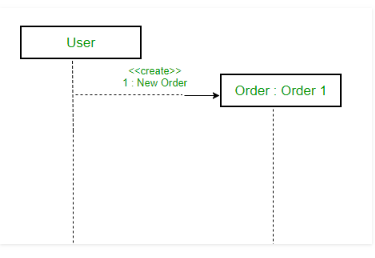 User
<<create>>
1 : New Order
Order : Order 1